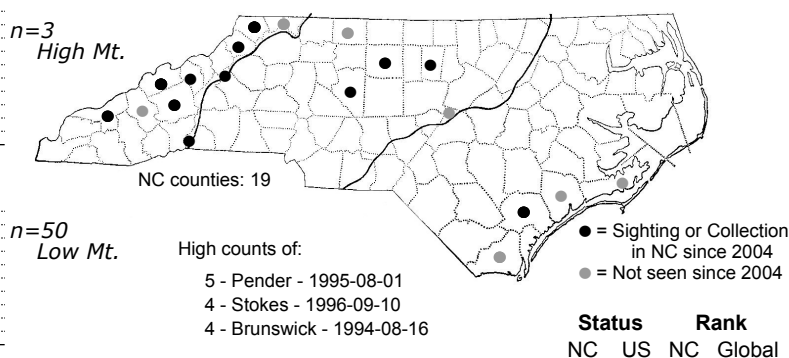 n=3
High Mt.
NC counties: 19
n=50
Low Mt.
High counts of:
5 - Pender - 1995-08-01
4 - Stokes - 1996-09-10
4 - Brunswick - 1994-08-16
● = Sighting or Collection
in NC since 2004
● = Not seen since 2004
Status Rank
NC US NC Global